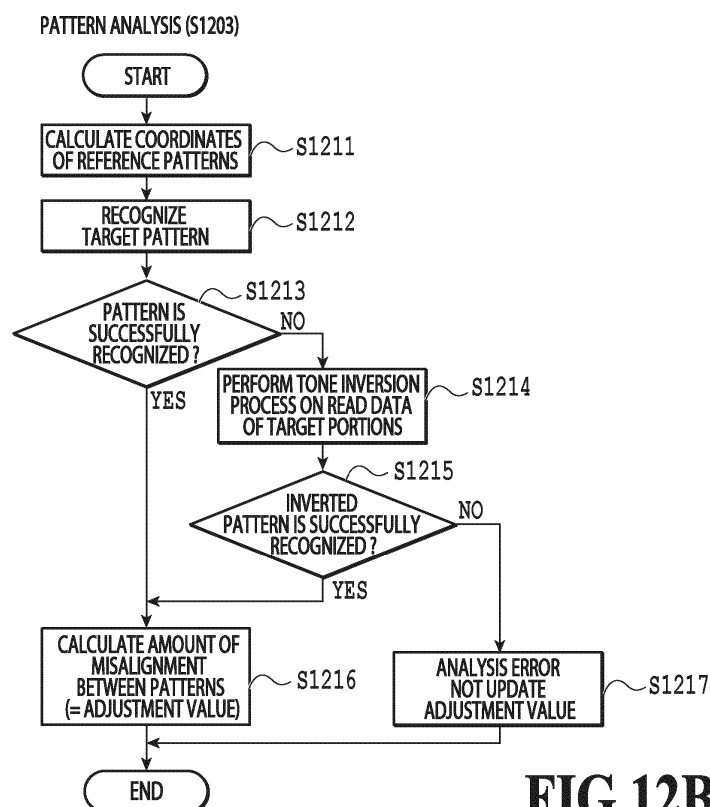 PATTERN ANALYSIS (S1203)
START
CALCULATE COORDINATES
OF REFERENCE PATTERNS
S1211
RECOGNIZE
TARGET PATTERN
S1212
S1213
PATTERN IS
SUCCESSFULLY
RECOGNIZED ?
NO
YES
PERFORM TONE INVERSION
PROCESS ON READ DATA
OF TARGET PORTIONS
S1214
S1215
INVERTED
PATTERN IS SUCCESSFULLY
RECOGNIZED ?
NO
YES
CALCULATE AMOUNT OF
MISALIGNMENT
BETWEEN PATTERNS
(= ADJUSTMENT VALUE)
S1216
ANALYSIS ERROR
NOT UPDATE
ADJUSTMENT VALUE
S1217
END
FIG.12B